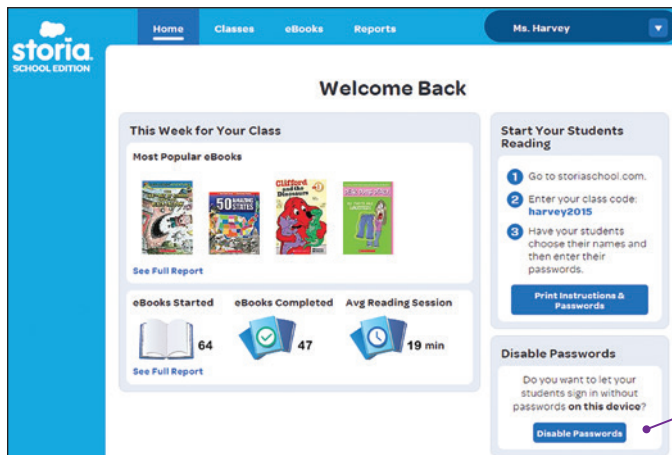 Home Classes eBooks Reports Ms. Harvey
storia
SCHOOL EDITION
Welcome Back
This Week for Your Class
Most Popular eBooks
50 AMAZING
STATES
Clifford
and the
Dinosaurs
See Full Report
eBooks Started eBooks Completed Avg Reading Session
64 47 19 min
See Full Report
Start Your Students
Reading
1 Go to storiaschool.com.
2 Enter your class code:
harvey2015
3 Have your students
choose their names and
then enter their
passwords.
Print Instructions &
Passwords
Disable Passwords
Do you want to let your
students sign in without
passwords on this device?
Disable Passwords